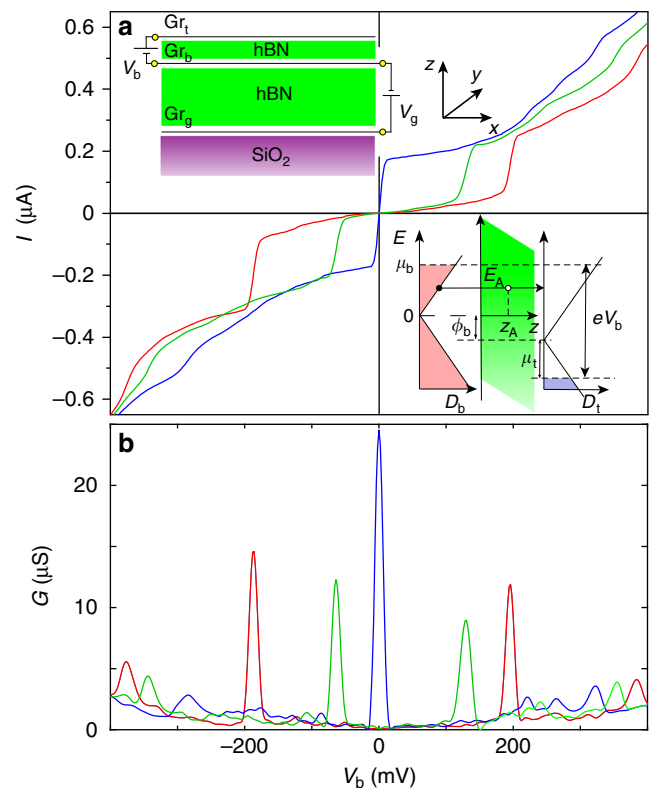 a
0.6
0.4
0.2
0
−0.2
−0.4
−0.6
I (μA)
Gr_t
Gr_b
hBN
V_b
hBN
Gr_g
V_g
SiO_2
z
y
x
E
μ_b
E_A
0
ϕ_b
z_A
z
eV_b
μ_t
D_b
D_t
b
20
10
0
G (μS)
−200
0
200
V_b (mV)